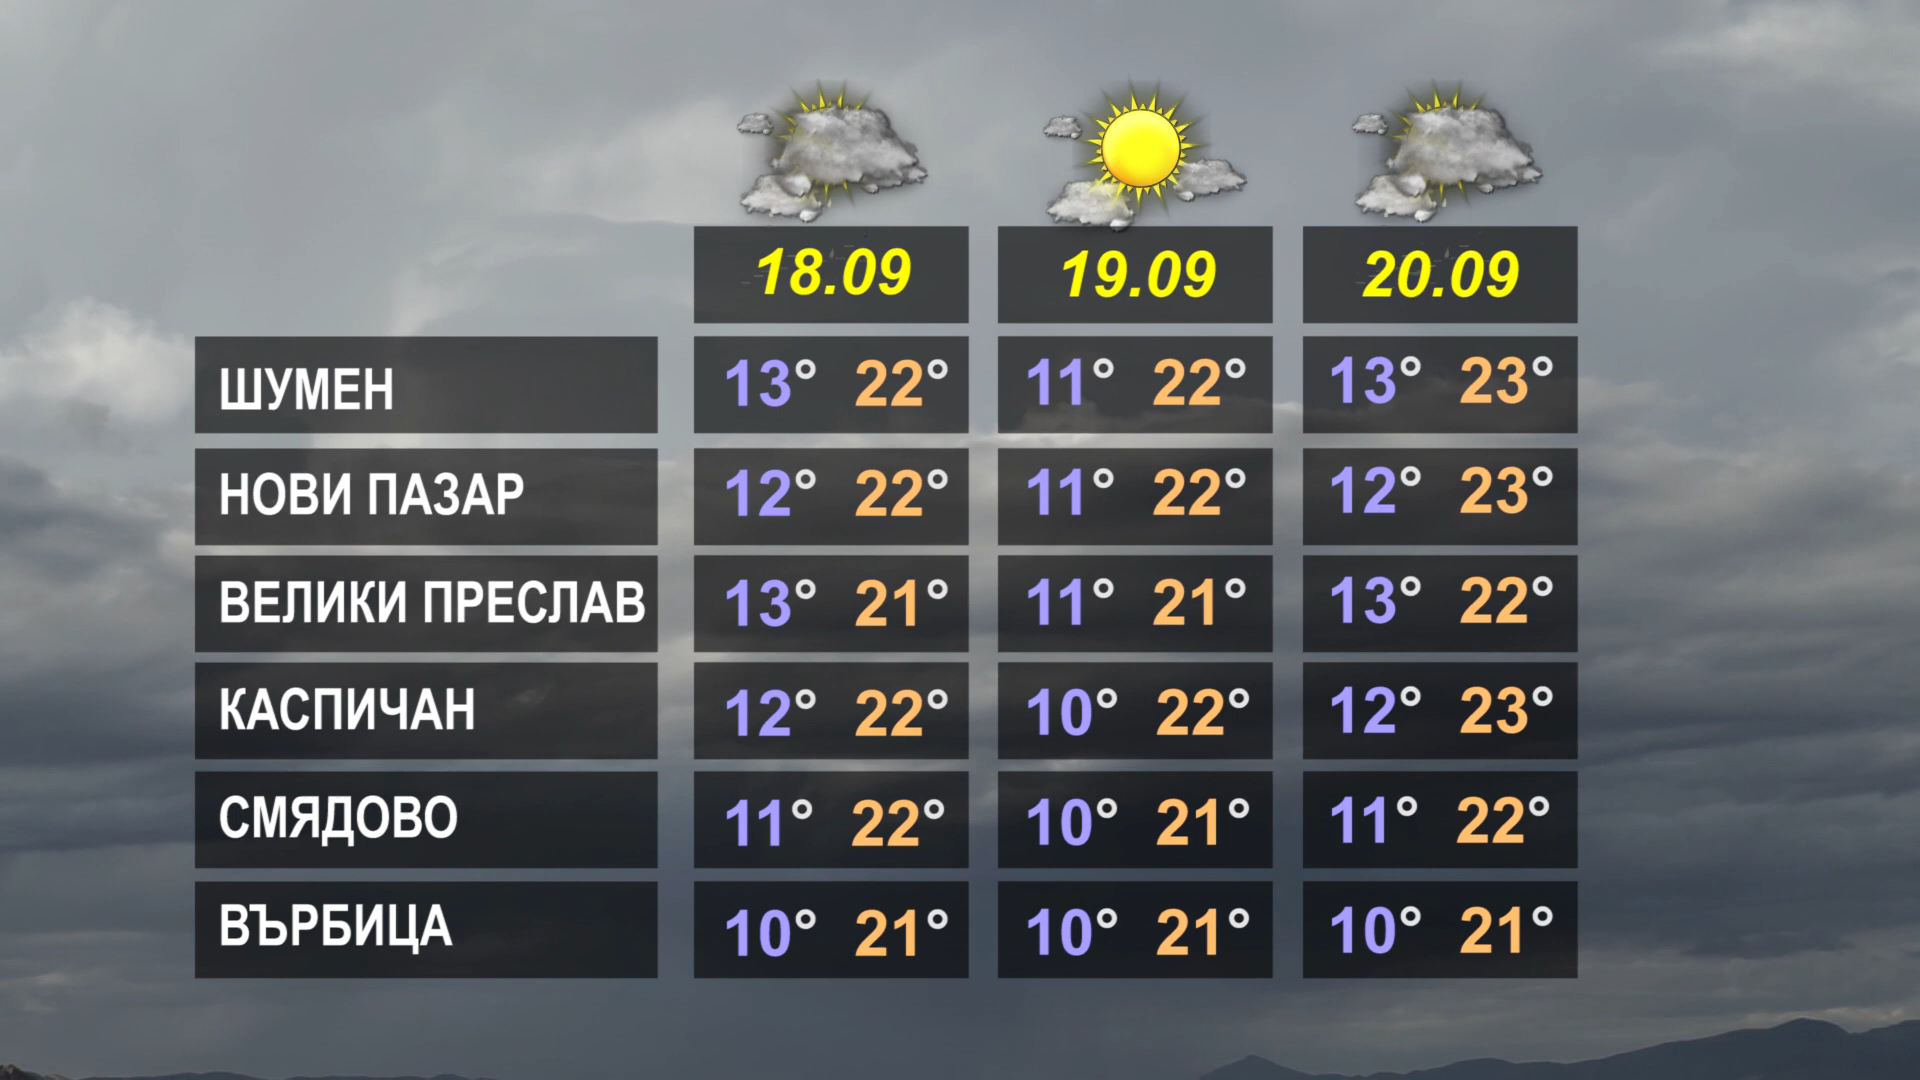 18.09 19.09 20.09
ШУМЕН 13° 22° 11° 22° 13° 23°
НОВИ ПАЗАР 12° 22° 11° 22° 12° 23°
ВЕЛИКИ ПРЕСЛАВ 13° 21° 11° 21° 13° 22°
КАСПИЧАН 12° 22° 10° 22° 12° 23°
СМЯДОВО 11° 22° 10° 21° 11° 22°
ВЪРБИЦА 10° 21° 10° 21° 10° 21°